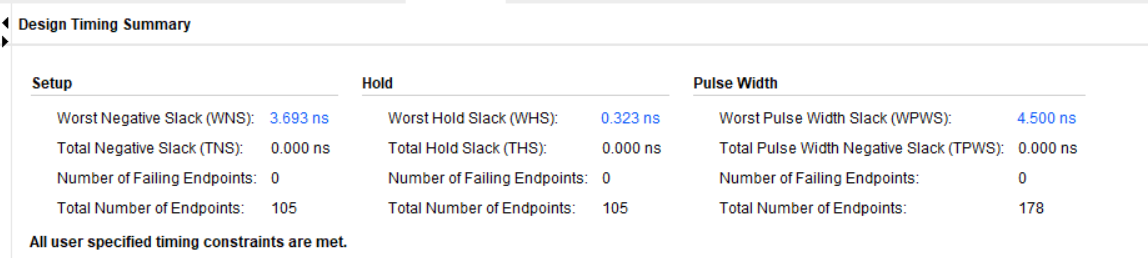 Design Timing Summary
Setup Hold Pulse Width
Worst Negative Slack (WNS): 3.693 ns Worst Hold Slack (WHS): 0.323 ns Worst Pulse Width Slack (WPWS): 4.500 ns
Total Negative Slack (TNS): 0.000 ns Total Hold Slack (THS): 0.000 ns Total Pulse Width Negative Slack (TPWS): 0.000 ns
Number of Failing Endpoints: 0 Number of Failing Endpoints: 0 Number of Failing Endpoints: 0
Total Number of Endpoints: 105 Total Number of Endpoints: 105 Total Number of Endpoints: 178
All user specified timing constraints are met.